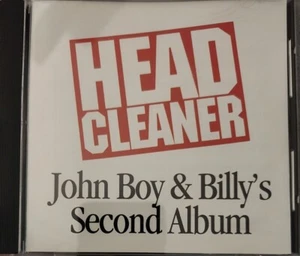 HEAD
CLEANER
John Boy & Billy's
Second Album